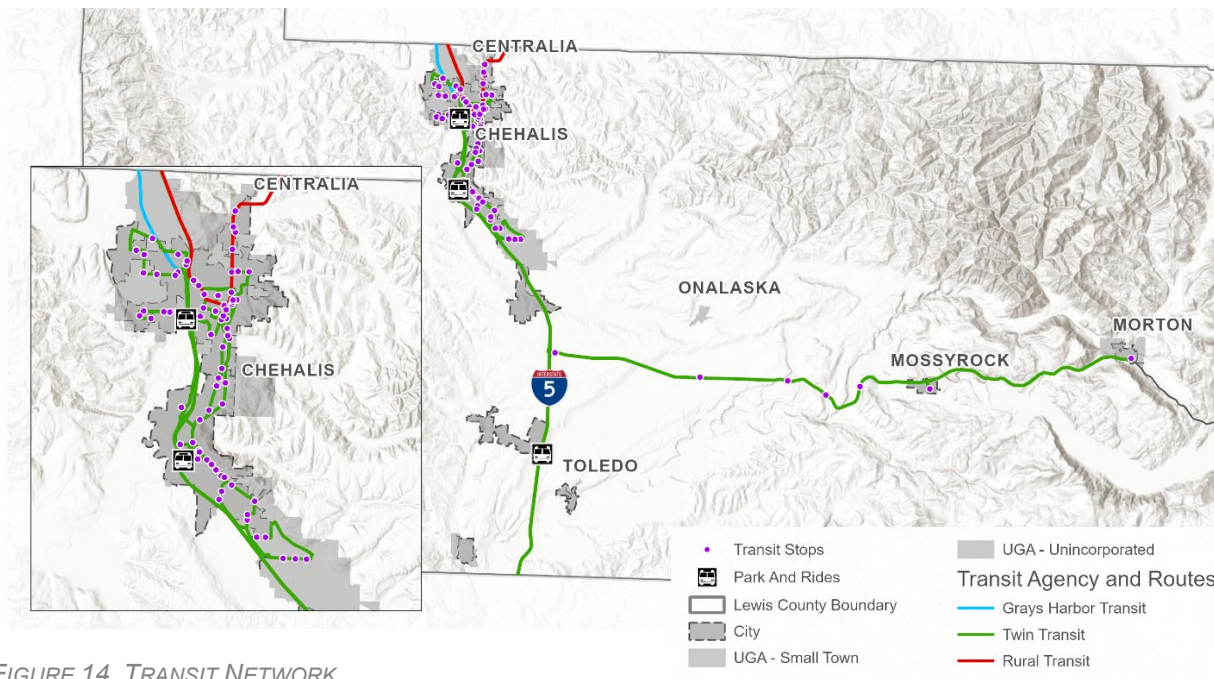 CENTRALIA
CHEHALIS
CENTRALIA
CHEHALIS
ONALASKA
MORTON
MOSSYROCK
INTERSTATE
5
TOLEDO
Transit Stops
Park And Rides
Lewis County Boundary
City
UGA - Small Town
UGA - Unincorporated
Transit Agency and Routes
Grays Harbor Transit
Twin Transit
Rural Transit
FIGURE 14. TRANSIT NETWORK